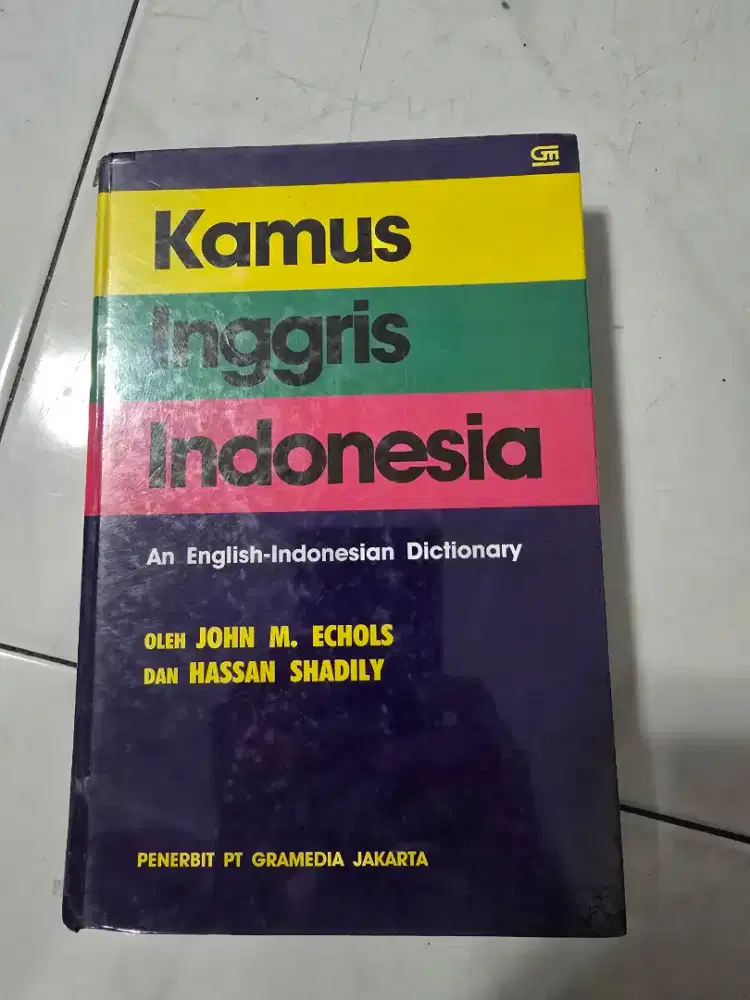 Kamus
Inggris
Indonesia
An English-Indonesian Dictionary
OLEH JOHN M. ECHOLS
DAN HASSAN SHADILY
PENERBIT PT GRAMEDIA JAKARTA